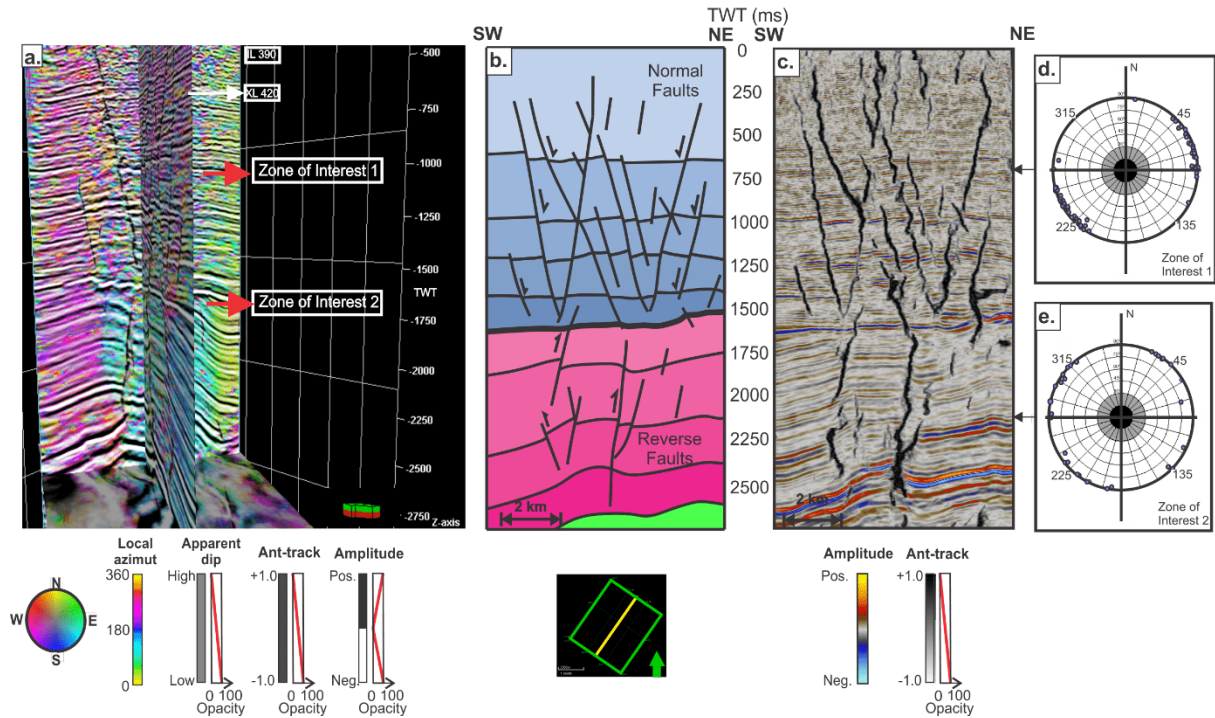 a.
IL 390
XL 420
Zone of Interest 1
Zone of Interest 2
-500
-750
-1000
-1250
-1500
TWT
-1750
-2000
-2250
-2500
-2750
Z-axis
TWT (ms)
SW
NE
b.
Normal
Faults
Reverse
Faults
2 km
0
250
500
750
1000
1250
1500
1750
2000
2250
2500
SW
NE
c.
2 km
d.
N
315
45
225
135
Zone of
Interest 1
e.
N
315
45
225
135
Zone of
Interest 2
N
W
E
S
Local
azimut
360
180
0
Apparent
dip
High
Low
0 100
Opacity
Ant-track
+1.0
-1.0
0 100
Opacity
Amplitude
Pos.
Neg.
0 100
Opacity
Amplitude
Pos.
Neg.
Ant-track
+1.0
-1.0
0 100
Opacity